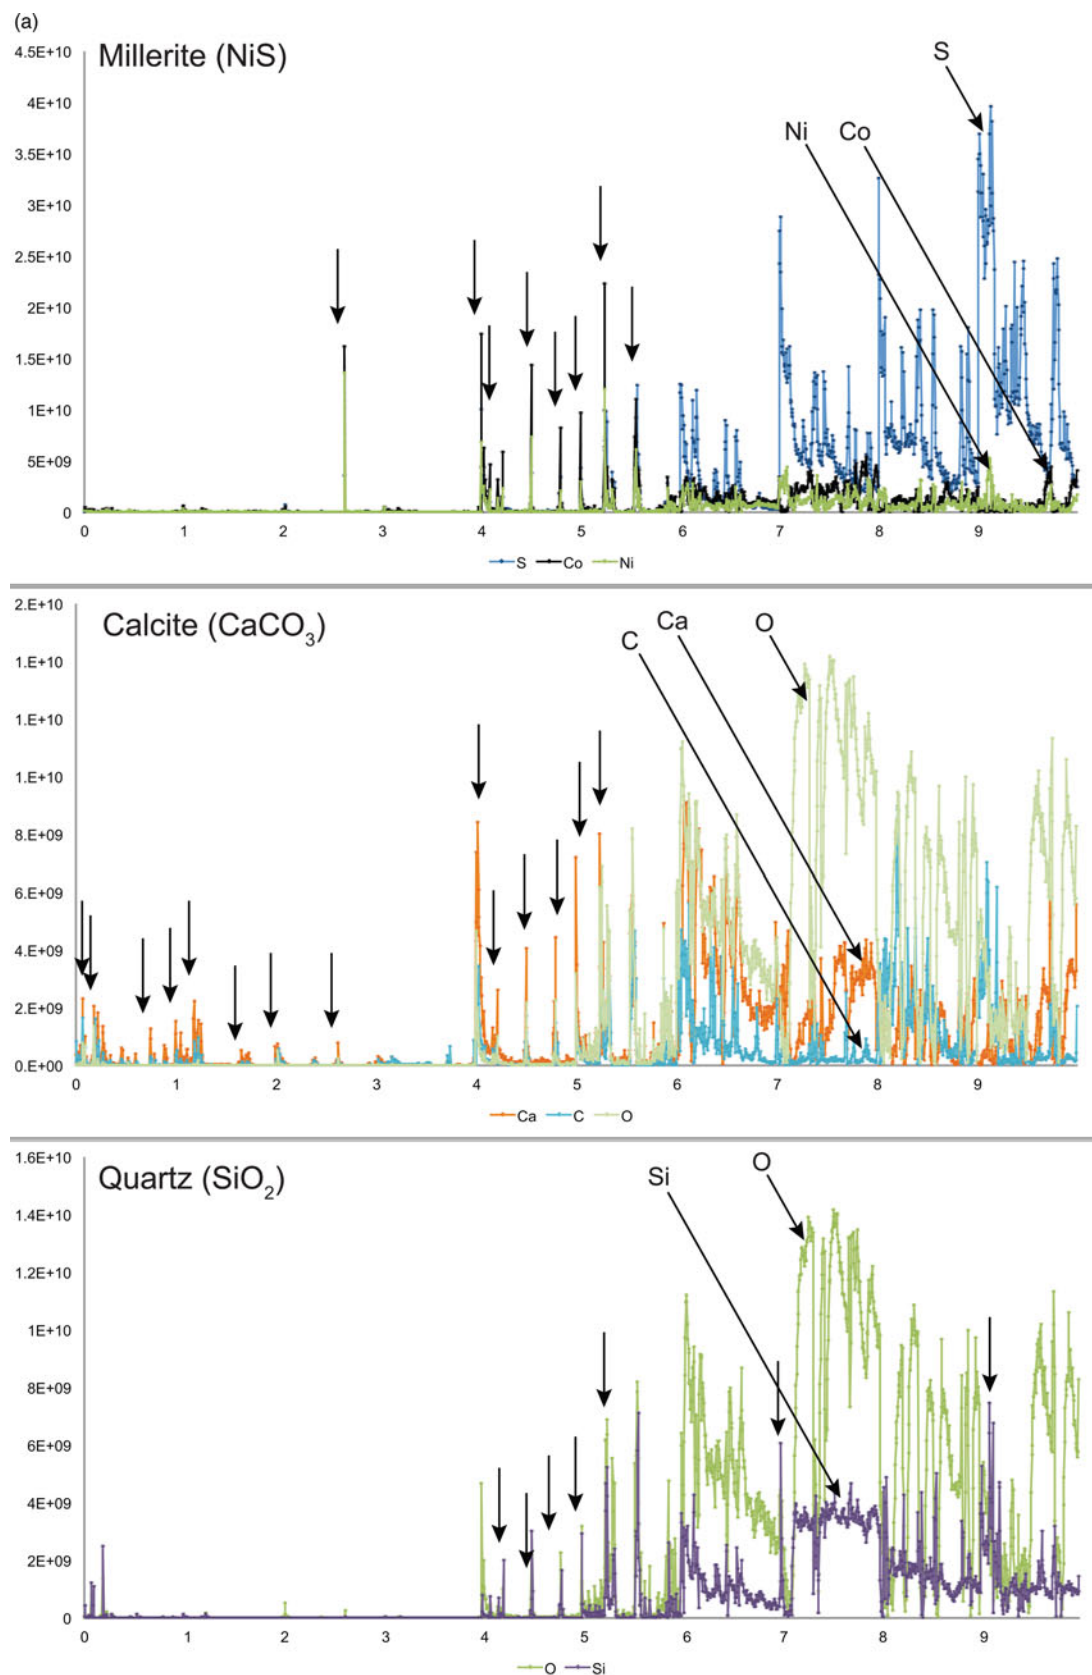 (a)
Millerite (NiS)
4.5E+10
4E+10
3.5E+10
3E+10
2.5E+10
2E+10
1.5E+10
1E+10
5E+09
0
S
Ni Co
0 1 2 3 4 5 6 7 8 9
S Co Ni
Calcite (CaCO3)
2.E+10
1.E+10
1.E+10
1.E+10
8.E+09
6.E+09
4.E+09
2.E+09
0.E+00
C Ca O
0 1 2 3 4 5 6 7 8 9
Ca C O
Quartz (SiO2)
1.6E+10
1.4E+10
1.2E+10
1E+10
8E+09
6E+09
4E+09
2E+09
0
Si O
0 1 2 3 4 5 6 7 8 9
O Si